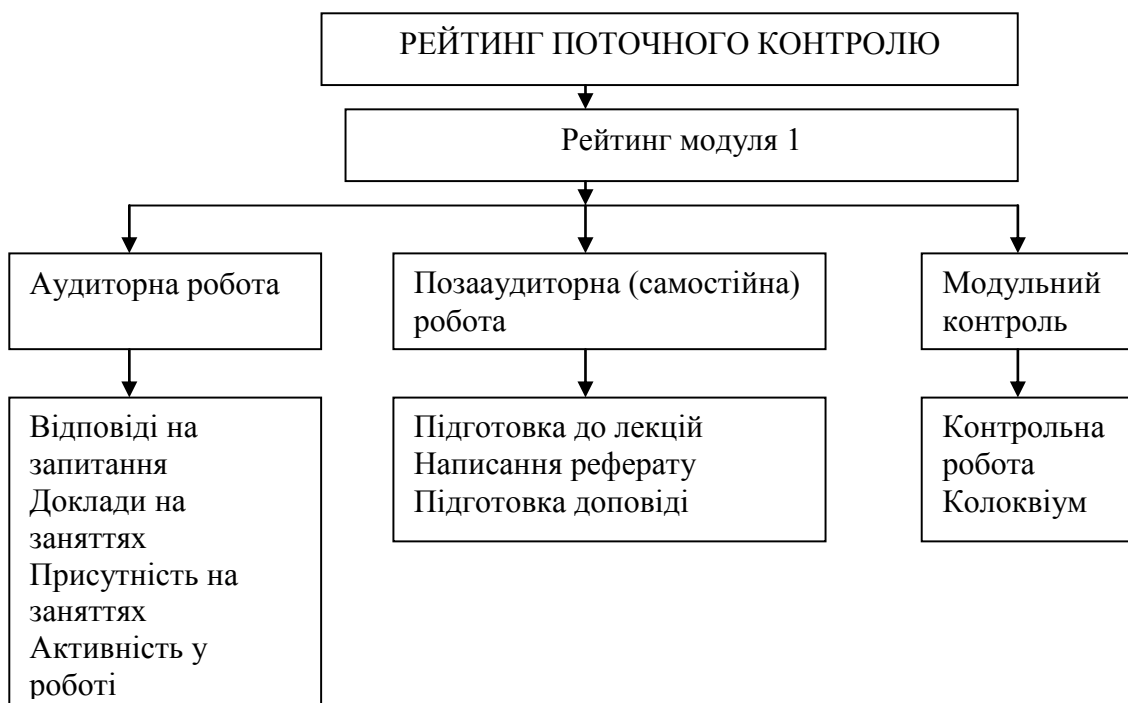 РЕЙТИНГ ПОТОЧНОГО КОНТРОЛЮ
Рейтинг модуля 1
Аудиторна робота
Позааудиторна (самостійна)
робота
Модульний
контроль
Відповіді на
запитання
Доклади на
заняттях
Присутність на
заняттях
Активність у
роботі
Підготовка до лекцій
Написання реферату
Підготовка доповіді
Контрольна
робота
Колоквіум